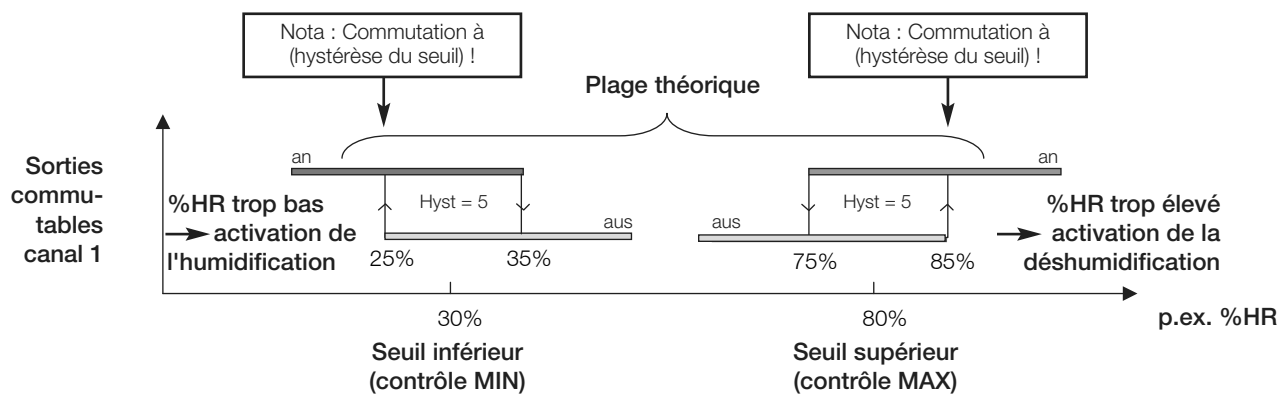 Nota : Commutation à
(hystérèse du seuil) !
Nota : Commutation à
(hystérèse du seuil) !
Plage théorique
Sorties
commu-
tables
canal 1
an
%HR trop bas
activation de
l'humidification
Hyst = 5
aus
25%
35%
an
aus
Hyst = 5
75%
85%
%HR trop élevé
activation de la
déshumidification
30%
80%
p.ex. %HR
Seuil inférieur
(contrôle MIN)
Seuil supérieur
(contrôle MAX)